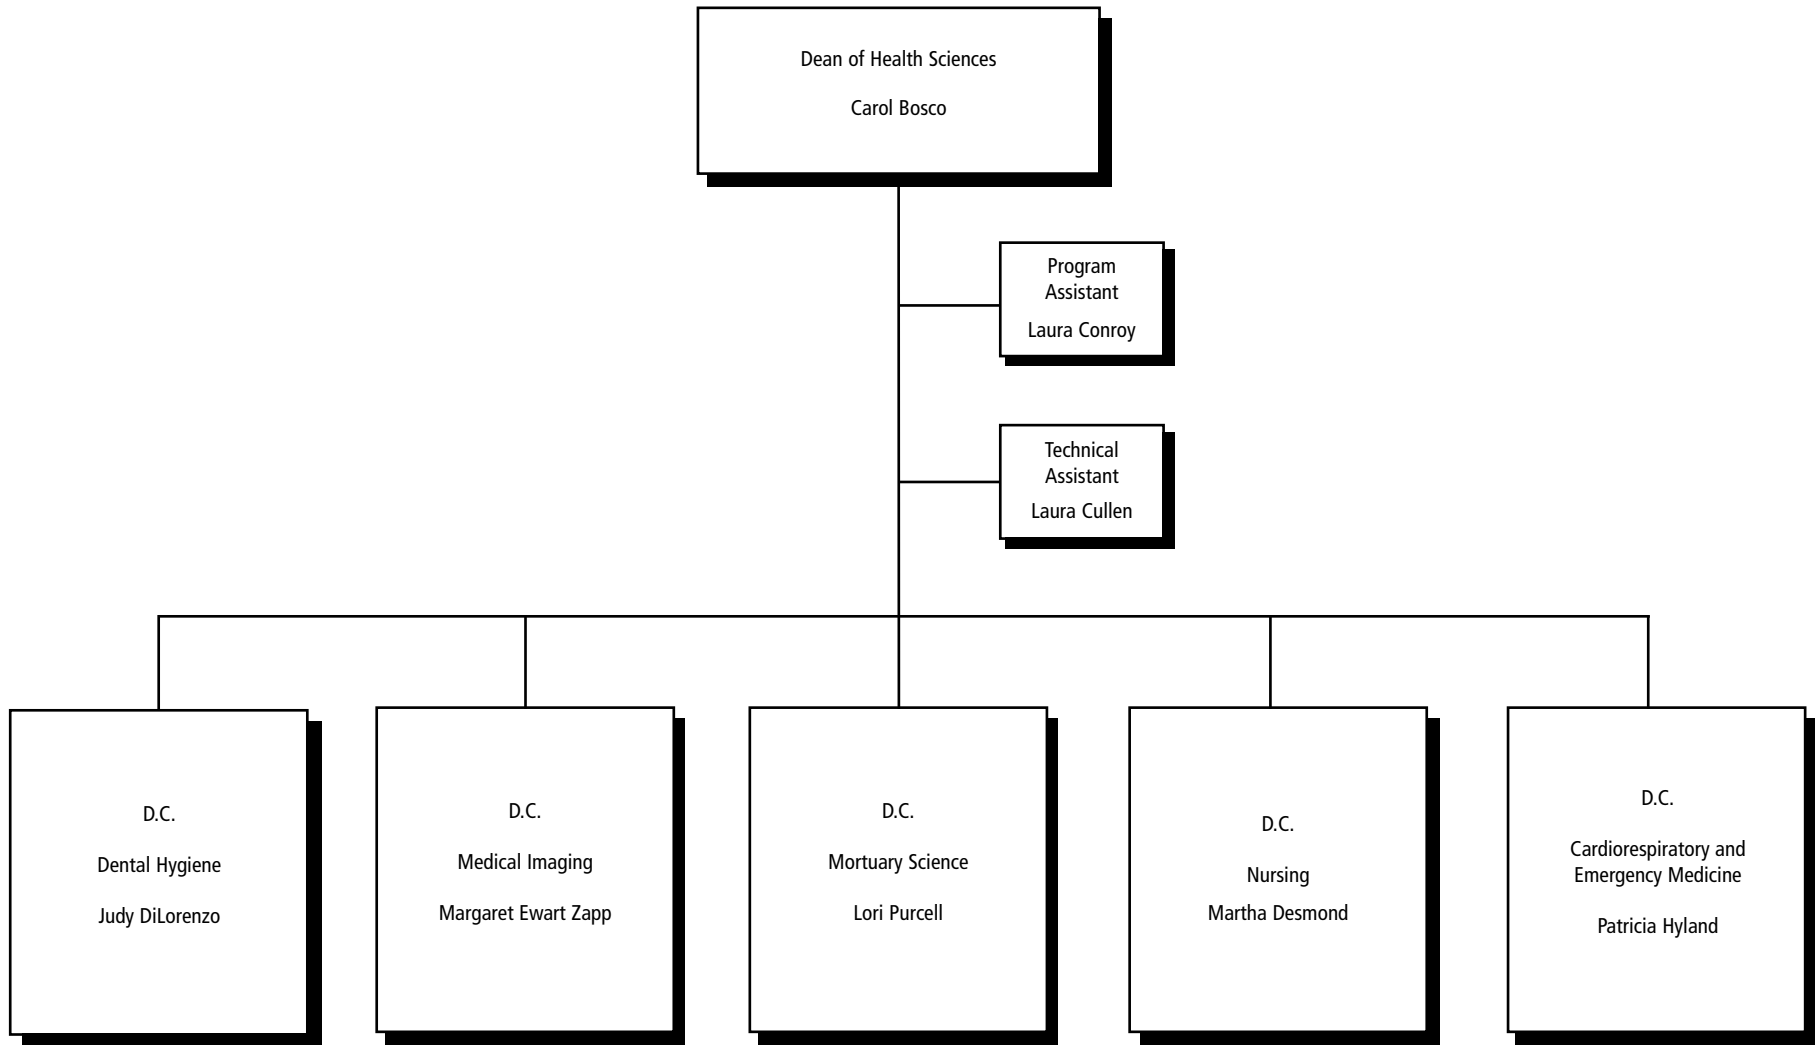 Dean of Health Sciences
Carol Bosco
Program
Assistant
Laura Conroy
Technical
Assistant
Laura Cullen
D.C.
Dental Hygiene
Judy DiLorenzo
D.C.
Medical Imaging
Margaret Ewart Zapp
D.C.
Mortuary Science
Lori Purcell
D.C.
Nursing
Martha Desmond
D.C.
Cardiorespiratory and
Emergency Medicine
Patricia Hyland